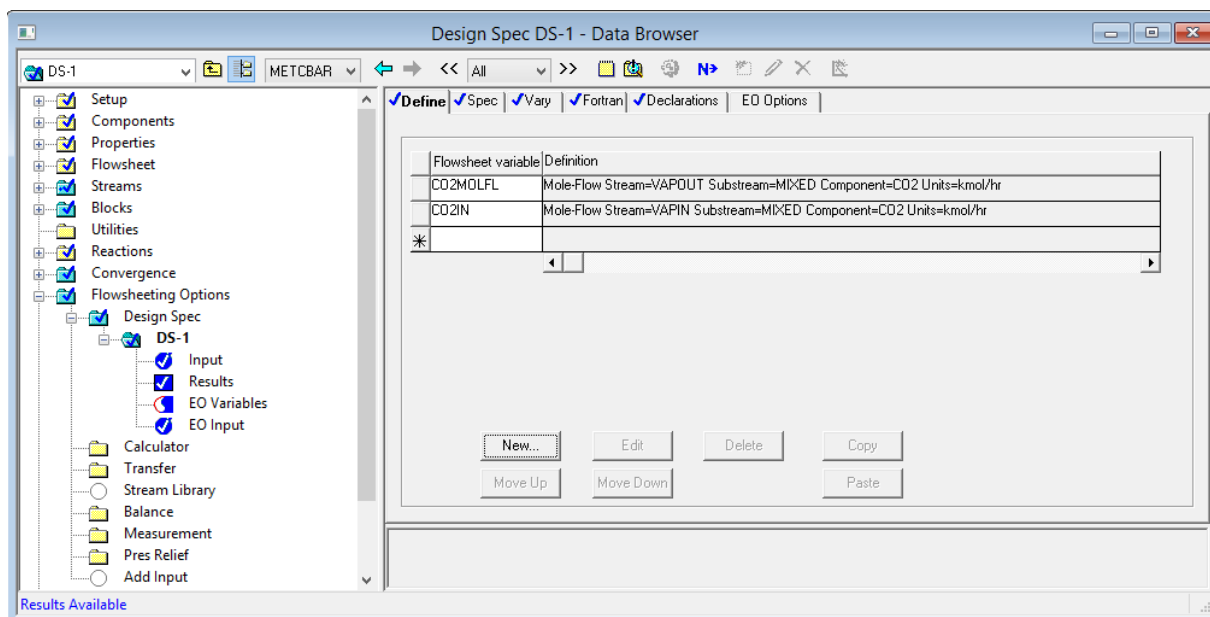 Design Spec DS-1 - Data Browser
DS-1 METCBAR << All >> N>
Setup
Components
Properties
Flowsheet
Streams
Blocks
Utilities
Reactions
Convergence
Flowsheeting Options
Design Spec
DS-1
Input
Results
EO Variables
EO Input
Calculator
Transfer
Stream Library
Balance
Measurement
Pres Relief
Add Input
Define Spec Vary Fortran Declarations EO Options
Flowsheet variable Definition
CO2MOLFL Mole-Flow Stream=VAPOUT Substream=MIXED Component=CO2 Units=kmol/hr
CO2IN Mole-Flow Stream=VAPIN Substream=MIXED Component=CO2 Units=kmol/hr
New... Edit Delete Copy
Move Up Move Down Paste
Results Available